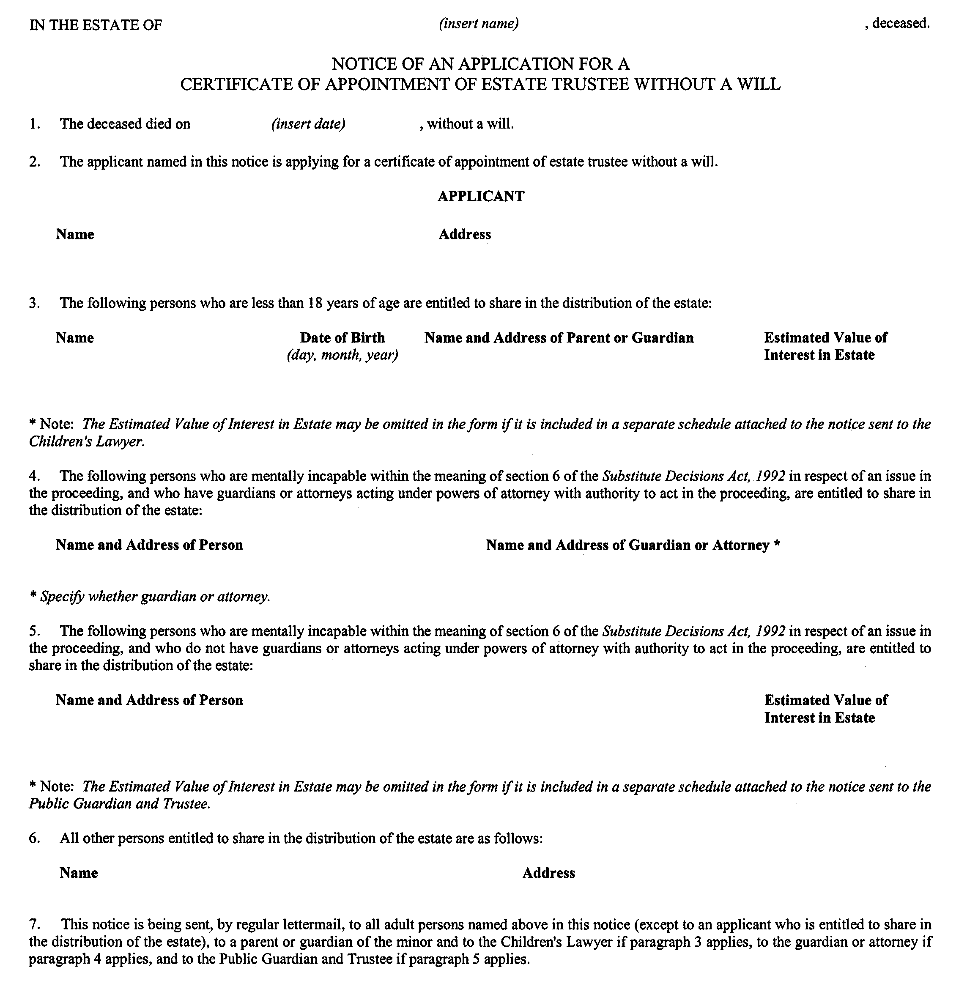 IN THE ESTATE OF (insert name) , deceased.
NOTICE OF AN APPLICATION FOR A
CERTIFICATE OF APPOINTMENT OF ESTATE TRUSTEE WITHOUT A WILL
1. The deceased died on (insert date) , without a will.
2. The applicant named in this notice is applying for a certificate of appointment of estate trustee without a will.
APPLICANT
Name Address
3. The following persons who are less than 18 years of age are entitled to share in the distribution of the estate:
Name Date of Birth Name and Address of Parent or Guardian Estimated Value of
(day, month, year) Interest in Estate
* Note: The Estimated Value of Interest in Estate may be omitted in the form if it is included in a separate schedule attached to the notice sent to the
Children's Lawyer.
4. The following persons who are mentally incapable within the meaning of section 6 of the Substitute Decisions Act, 1992 in respect of an issue in
the proceeding, and who have guardians or attorneys acting under powers of attorney with authority to act in the proceeding, are entitled to share in
the distribution of the estate:
Name and Address of Person Name and Address of Guardian or Attorney *
* Specify whether guardian or attorney.
5. The following persons who are mentally incapable within the meaning of section 6 of the Substitute Decisions Act, 1992 in respect of an issue in
the proceeding, and who do not have guardians or attorneys acting under powers of attorney with authority to act in the proceeding, are entitled to
share in the distribution of the estate:
Name and Address of Person Estimated Value of
Interest in Estate
* Note: The Estimated Value of Interest in Estate may be omitted in the form if it is included in a separate schedule attached to the notice sent to the
Public Guardian and Trustee.
6. All other persons entitled to share in the distribution of the estate are as follows:
Name Address
7. This notice is being sent, by regular lettermail, to all adult persons named above in this notice (except to an applicant who is entitled to share in
the distribution of the estate), to a parent or guardian of the minor and to the Children's Lawyer if paragraph 3 applies, to the guardian or attorney if
paragraph 4 applies, and to the Public Guardian and Trustee if paragraph 5 applies.